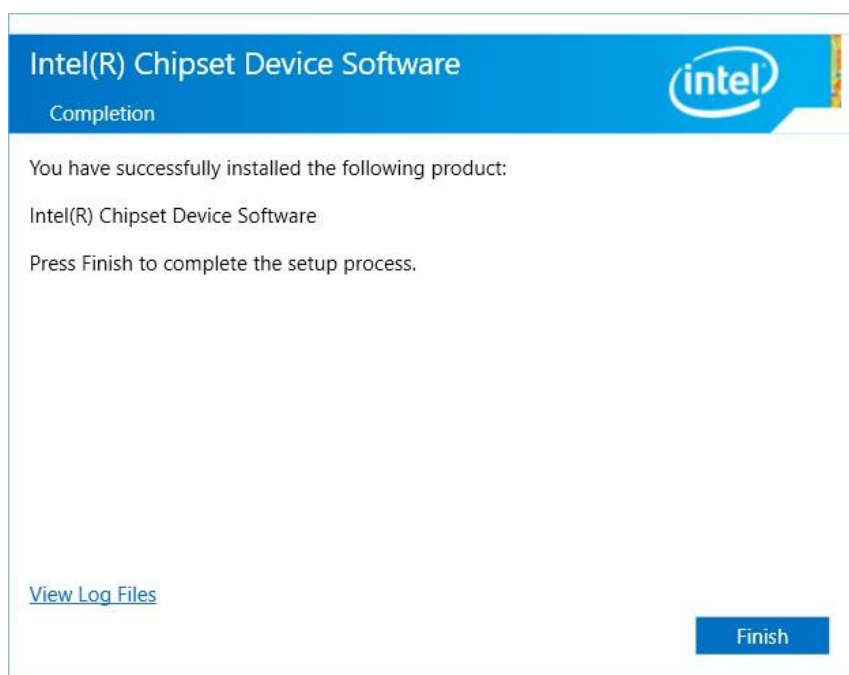 Intel(R) Chipset Device Software
intel
Completion
You have successfully installed the following product:
Intel(R) Chipset Device Software
Press Finish to complete the setup process.
View Log Files
Finish